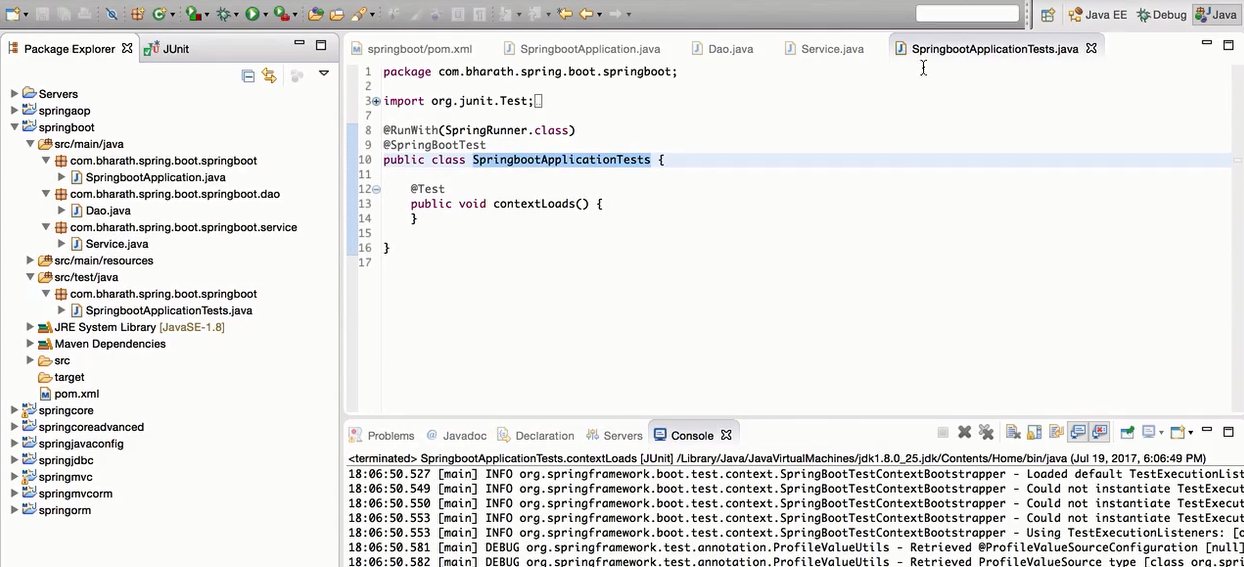 Java EE
Debug
Java
Package Explorer
JUnit
Servers
springaop
springboot
src/main/java
com.bharath.spring.boot.springboot
SpringbootApplication.java
com.bharath.spring.boot.springboot.dao
Dao.java
com.bharath.spring.boot.springboot.service
Service.java
src/main/resources
src/test/java
com.bharath.spring.boot.springboot
SpringbootApplicationTests.java
JRE System Library [JavaSE-1.8]
Maven Dependencies
src
target
pom.xml
springcore
springcoreadvanced
springjavaconfig
springjdbc
springmvc
springmvcorm
springorm
springboot/pom.xml
SpringbootApplication.java
Dao.java
Service.java
SpringbootApplicationTests.java
1 package com.bharath.spring.boot.springboot;
2
3 import org.junit.Test;
7
8 @RunWith(SpringRunner.class)
9 @SpringBootTest
10 public class SpringbootApplicationTests {
11
12 @Test
13 public void contextLoads() {
14 }
15
16 }
17
Problems
Javadoc
Declaration
Servers
Console
<terminated> SpringbootApplicationTests.contextLoads [JUnit] /Library/Java/JavaVirtualMachines/jdk1.8.0_25.jdk/Contents/Home/bin/java (Jul 19, 2017, 6:06:49 PM)
18:06:50.527 [main] INFO org.springframework.boot.test.context.SpringBootTestContextBootstrapper - Loaded default TestExecutionList
18:06:50.549 [main] INFO org.springframework.boot.test.context.SpringBootTestContextBootstrapper - Could not instantiate TestExecut
18:06:50.550 [main] INFO org.springframework.boot.test.context.SpringBootTestContextBootstrapper - Could not instantiate TestExecut
18:06:50.553 [main] INFO org.springframework.boot.test.context.SpringBootTestContextBootstrapper - Could not instantiate TestExecut
18:06:50.553 [main] INFO org.springframework.boot.test.context.SpringBootTestContextBootstrapper - Using TestExecutionListeners: [o
18:06:50.581 [main] DEBUG org.springframework.test.annotation.ProfileValueUtils - Retrieved @ProfileValueSourceConfiguration [null]
18:06:50.582 [main] DEBUG org.springframework.test.annotation.ProfileValueUtils - Retrieved ProfileValueSource type [class org.spri